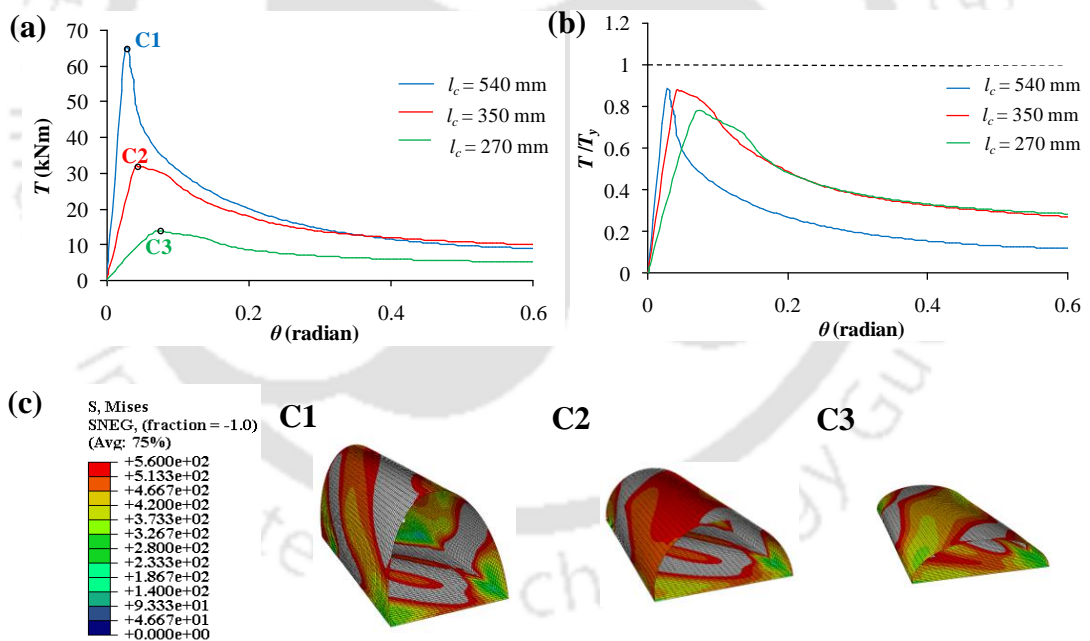 (a)
T (kNm)
70
60
50
40
30
20
10
0
C1
C2
C3
l_c = 540 mm
l_c = 350 mm
l_c = 270 mm
0 0.2 0.4 0.6
θ (radian)
(b)
T/T_y
1.2
1
0.8
0.6
0.4
0.2
0
l_c = 540 mm
l_c = 350 mm
l_c = 270 mm
0 0.2 0.4 0.6
θ (radian)
(c)
S, Mises
SNEG, (fraction = -1.0)
(Avg: 75%)
+5.600e+02
+5.133e+02
+4.667e+02
+4.200e+02
+3.733e+02
+3.267e+02
+2.800e+02
+2.333e+02
+1.867e+02
+1.400e+02
+9.333e+01
+4.667e+01
+0.000e+00
C1
C2
C3